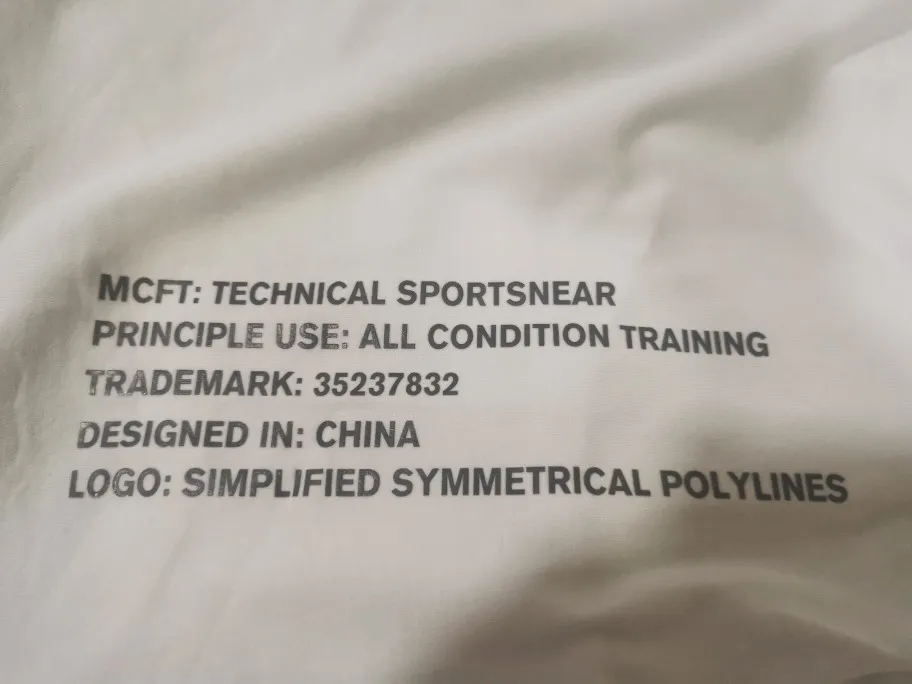 MCFT: TECHNICAL SPORTSNEAR
PRINCIPLE USE: ALL CONDITION TRAINING
TRADEMARK: 35237832
DESIGNED IN: CHINA
LOGO: SIMPLIFIED SYMMETRICAL POLYLINES